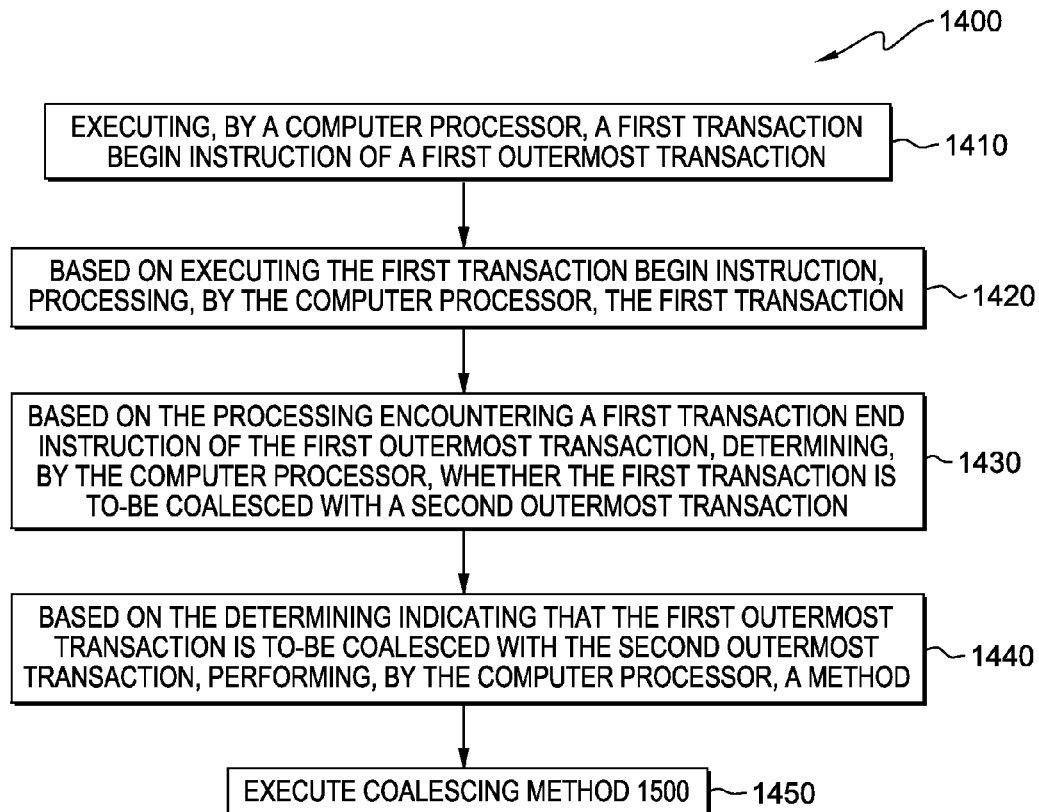 1400
EXECUTING, BY A COMPUTER PROCESSOR, A FIRST TRANSACTION
BEGIN INSTRUCTION OF A FIRST OUTERMOST TRANSACTION
1410
BASED ON EXECUTING THE FIRST TRANSACTION BEGIN INSTRUCTION,
PROCESSING, BY THE COMPUTER PROCESSOR, THE FIRST TRANSACTION
1420
BASED ON THE PROCESSING ENCOUNTERING A FIRST TRANSACTION END
INSTRUCTION OF THE FIRST OUTERMOST TRANSACTION, DETERMINING,
BY THE COMPUTER PROCESSOR, WHETHER THE FIRST TRANSACTION IS
TO-BE COALESCED WITH A SECOND OUTERMOST TRANSACTION
1430
BASED ON THE DETERMINING INDICATING THAT THE FIRST OUTERMOST
TRANSACTION IS TO-BE COALESCED WITH THE SECOND OUTERMOST
TRANSACTION, PERFORMING, BY THE COMPUTER PROCESSOR, A METHOD
1440
EXECUTE COALESCING METHOD 1500
1450